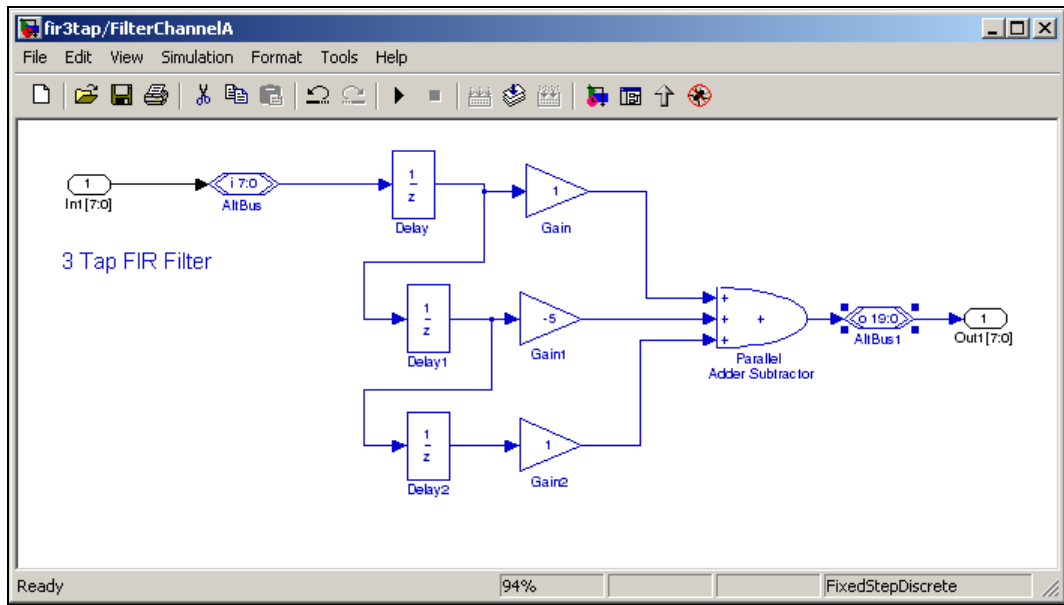 fir3tap/FilterChannelA
File Edit View Simulation Format Tools Help
1
In1[7:0]
i 7:0
AltBus
1
z
Delay
1
Gain
3 Tap FIR Filter
1
z
Delay1
-5
Gain1
+
+
+
+
Parallel
Adder Subtractor
o 19:0
AltBus1
1
Out1[7:0]
1
z
Delay2
1
Gain2
Ready
94%
FixedStepDiscrete